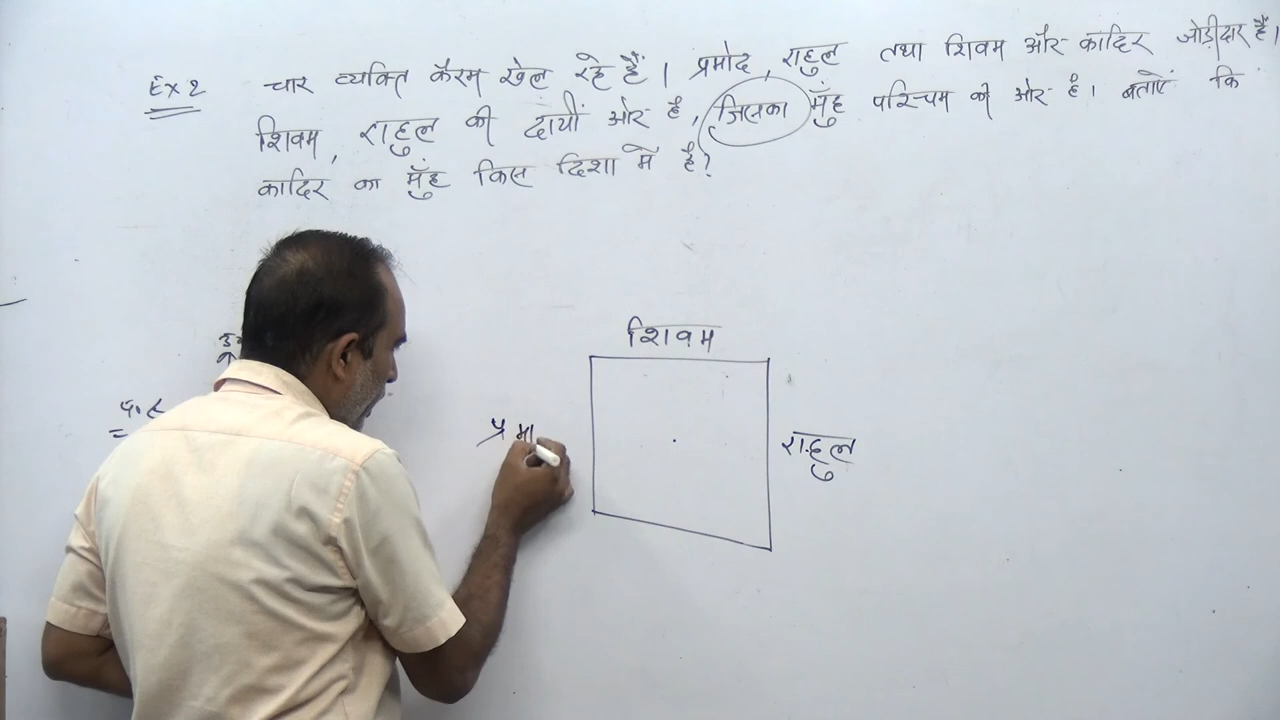 Ex 2 चार व्यक्ति कैरम खेल रहे हैं। प्रमोद, राहुल तथा शिवम और कादिर जोड़ीदार हैं।
शिवम, राहुल की दायीं ओर है, जिसका मुँह पश्चिम की ओर है। बताऐं कि
कादिर का मुँह किस दिशा में है?
शिवम
प्रमा
राहुल